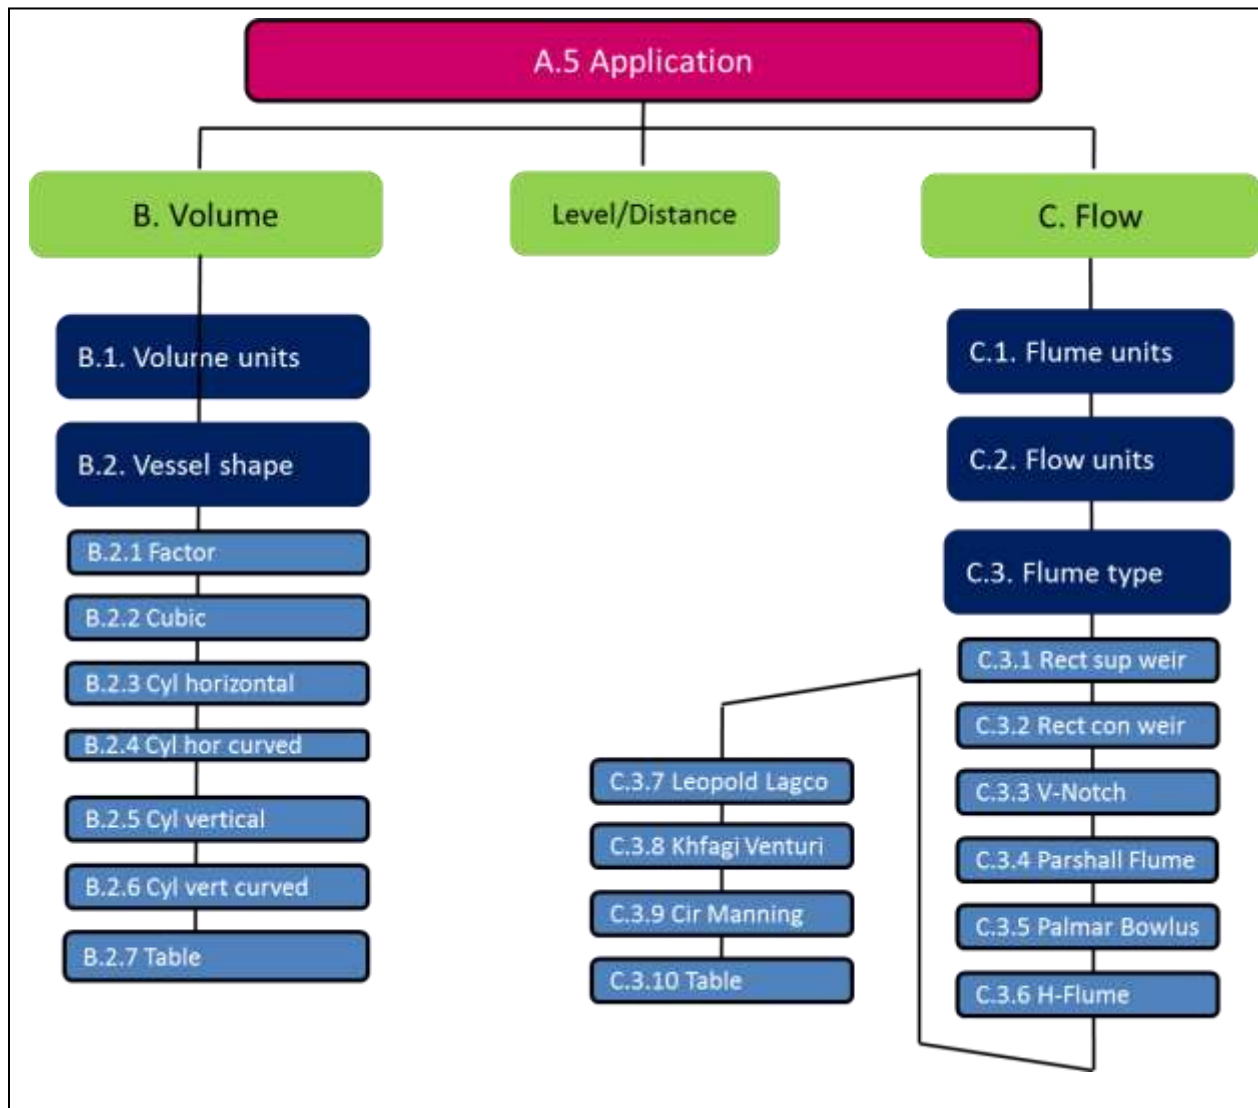 A.5 Application
B. Volume
Level/Distance
C. Flow
B.1. Volume units
B.2. Vessel shape
B.2.1 Factor
B.2.2 Cubic
B.2.3 Cyl horizontal
B.2.4 Cyl hor curved
B.2.5 Cyl vertical
B.2.6 Cyl vert curved
B.2.7 Table
C.1. Flume units
C.2. Flow units
C.3. Flume type
C.3.1 Rect sup weir
C.3.2 Rect con weir
C.3.3 V-Notch
C.3.4 Parshall Flume
C.3.5 Palmar Bowlus
C.3.6 H-Flume
C.3.7 Leopold Lagco
C.3.8 Khfagi Venturi
C.3.9 Cir Manning
C.3.10 Table